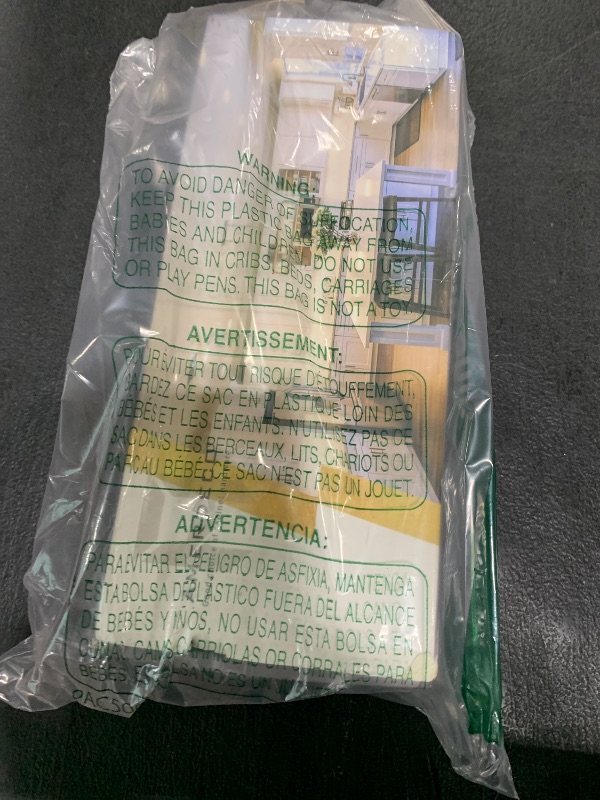 WARNING:
TO AVOID DANGER OF SUFFOCATION,
KEEP THIS PLASTIC BAG AWAY FROM
BABIES AND CHILDREN. DO NOT USE
THIS BAG IN CRIBS, BEDS, CARRIAGES
OR PLAY PENS. THIS BAG IS NOT A TOY.
AVERTISSEMENT:
POUR ÉVITER TOUT RISQUE D'ÉTOUFFEMENT,
GARDEZ CE SAC EN PLASTIQUE LOIN DES
BÉBÉS ET LES ENFANTS. N'UTILISEZ PAS CE
SAC DANS LES BERCEAUX, LITS, CHARIOTS OU
PARC AU BÉBÉ. CE SAC N'EST PAS UN JOUET.
ADVERTENCIA:
PARA EVITAR EL PELIGRO DE ASFIXIA, MANTENGA
ESTA BOLSA DE PLÁSTICO FUERA DEL ALCANCE
DE BEBÉS Y NIÑOS, NO USAR ESTA BOLSA EN
CUNA, CARRIOLAS OR CORRALES PARA
BEBES, ES BOLSA NO ES UN